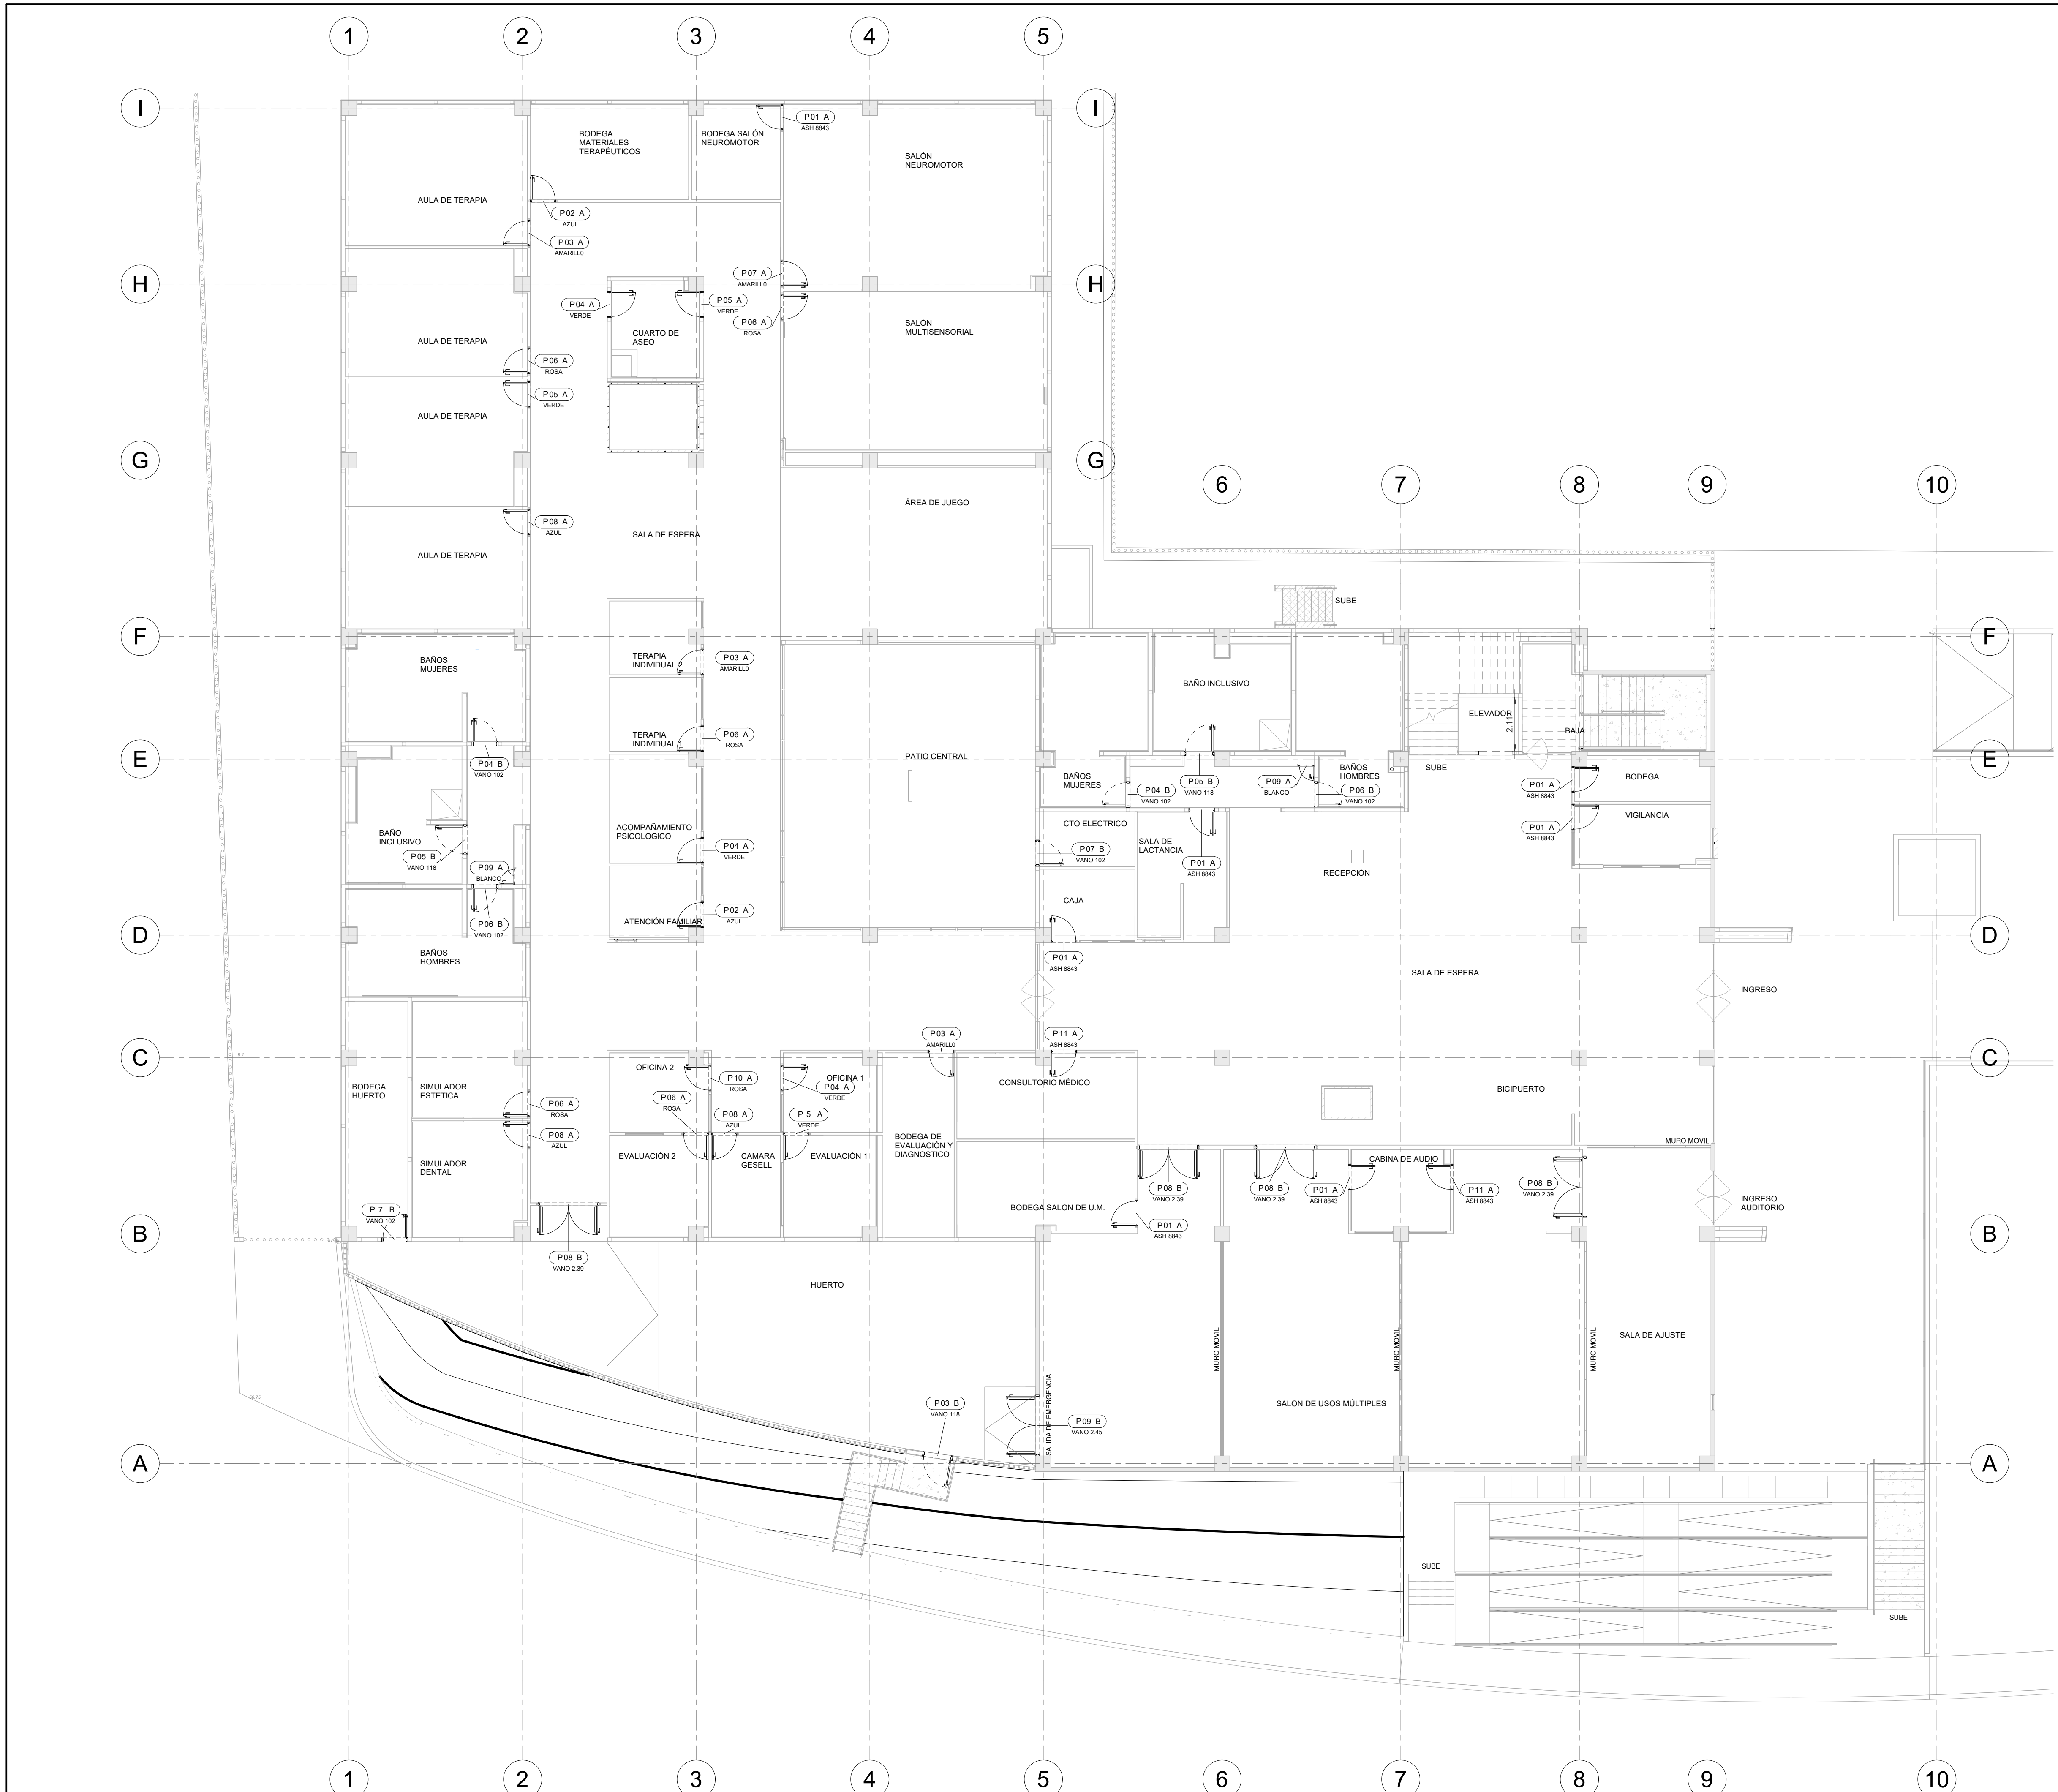 1 2 3 4 5
I I
BODEGA
MATERIALES
TERAPÉUTICOS
BODEGA SALÓN
NEUROMOTOR
P01 A
ASH 8843
SALÓN
NEUROMOTOR
AULA DE TERAPIA
P02 A
AZUL
P03 A
AMARILL0
H H
P07 A
AMARILL0
P04 A
VERDE
P05 A
VERDE
P06 A
ROSA
CUARTO DE
ASEO
SALÓN
MULTISENSORIAL
AULA DE TERAPIA
P06 A
ROSA
P05 A
VERDE
AULA DE TERAPIA
G G
6 7 8 9 10
ÁREA DE JUEGO
P08 A
AZUL
SALA DE ESPERA
AULA DE TERAPIA
SUBE
F F
BAÑOS
MUJERES
TERAPIA
INDIVIDUAL 2
P03 A
AMARILL0
BAÑO INCLUSIVO
ELEVADOR
2.11
BAJA
TERAPIA
INDIVIDUAL 1
P06 A
ROSA
PATIO CENTRAL
E E
P04 B
VANO 102
BAÑOS
MUJERES
P04 B
VANO 102
P05 B
VANO 118
P09 A
BLANCO
BAÑOS
HOMBRES
P06 B
VANO 102
SUBE
P01 A
ASH 8843
BODEGA
BAÑO
INCLUSIVO
P05 B
VANO 118
P09 A
BLANCO
ACOMPAÑAMIENTO
PSICOLOGICO
P04 A
VERDE
CTO ELECTRICO
P07 B
VANO 102
SALA DE
LACTANCIA
P01 A
ASH 8843
P01 A
ASH 8843
VIGILANCIA
RECEPCIÓN
P06 B
VANO 102
ATENCIÓN FAMILIAR
P02 A
AZUL
CAJA
D D
BAÑOS
HOMBRES
P01 A
ASH 8843
SALA DE ESPERA
INGRESO
P03 A
AMARILL0
P11 A
ASH 8843
C C
BODEGA
HUERTO
SIMULADOR
ESTETICA
P06 A
ROSA
P08 A
AZUL
SIMULADOR
DENTAL
OFICINA 2
P10 A
ROSA
P06 A
ROSA
P08 A
AZUL
OFICINA 1
P04 A
VERDE
P 5 A
VERDE
CONSULTORIO MÉDICO
BICIPUERTO
MURO MOVIL
EVALUACIÓN 2
CAMARA
GESELL
EVALUACIÓN 1
BODEGA DE
EVALUACIÓN Y
DIAGNOSTICO
CABINA DE AUDIO
P08 B
VANO 2.39
P08 B
VANO 2.39
P01 A
ASH 8843
P11 A
ASH 8843
P08 B
VANO 2.39
INGRESO
AUDITORIO
P 7 B
VANO 102
BODEGA SALON DE U.M.
P01 A
ASH 8843
B B
P08 B
VANO 2.39
HUERTO
MURO MOVIL
MURO MOVIL
MURO MOVIL
SALA DE AJUSTE
SALIDA DE EMERGENCIA
P03 B
VANO 118
P09 B
VANO 2.45
SALON DE USOS MÚLTIPLES
A A
SUBE
SUBE
1 2 3 4 5 6 7 8 9 10